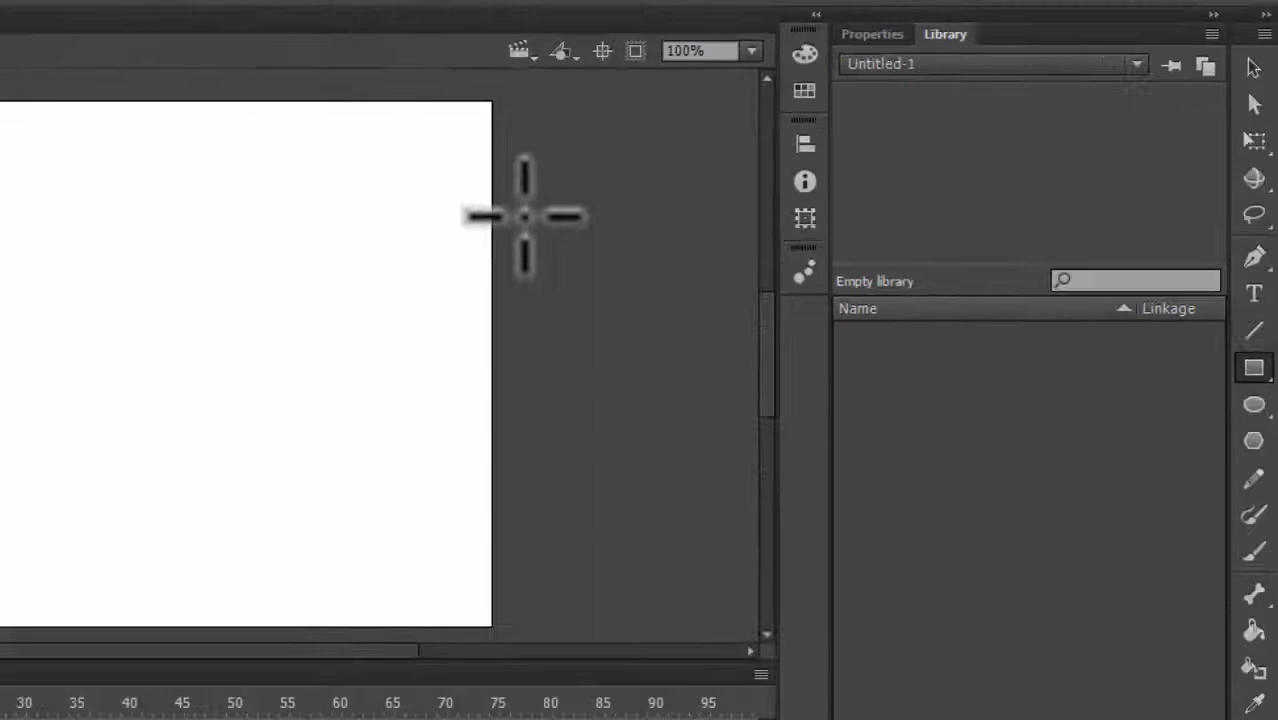 Properties Library
100%
Untitled-1
Empty library
Name Linkage
30 35 40 45 50 55 60 65 70 75 80 85 90 95